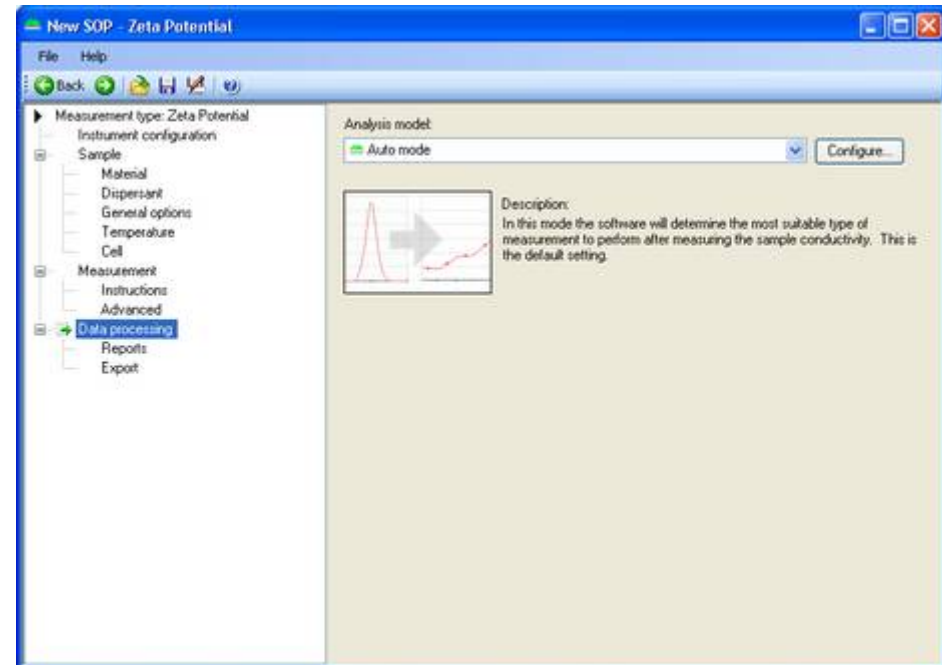 New SOP - Zeta Potential
File Help
Back
Measurement type: Zeta Potential
Instrument configuration
Sample
Material
Dispersant
General options
Temperature
Cell
Measurement
Instructions
Advanced
Data processing
Reports
Export
Analysis model:
Auto mode
Configure...
Description:
In this mode the software will determine the most suitable type of
measurement to perform after measuring the sample conductivity. This is
the default setting.